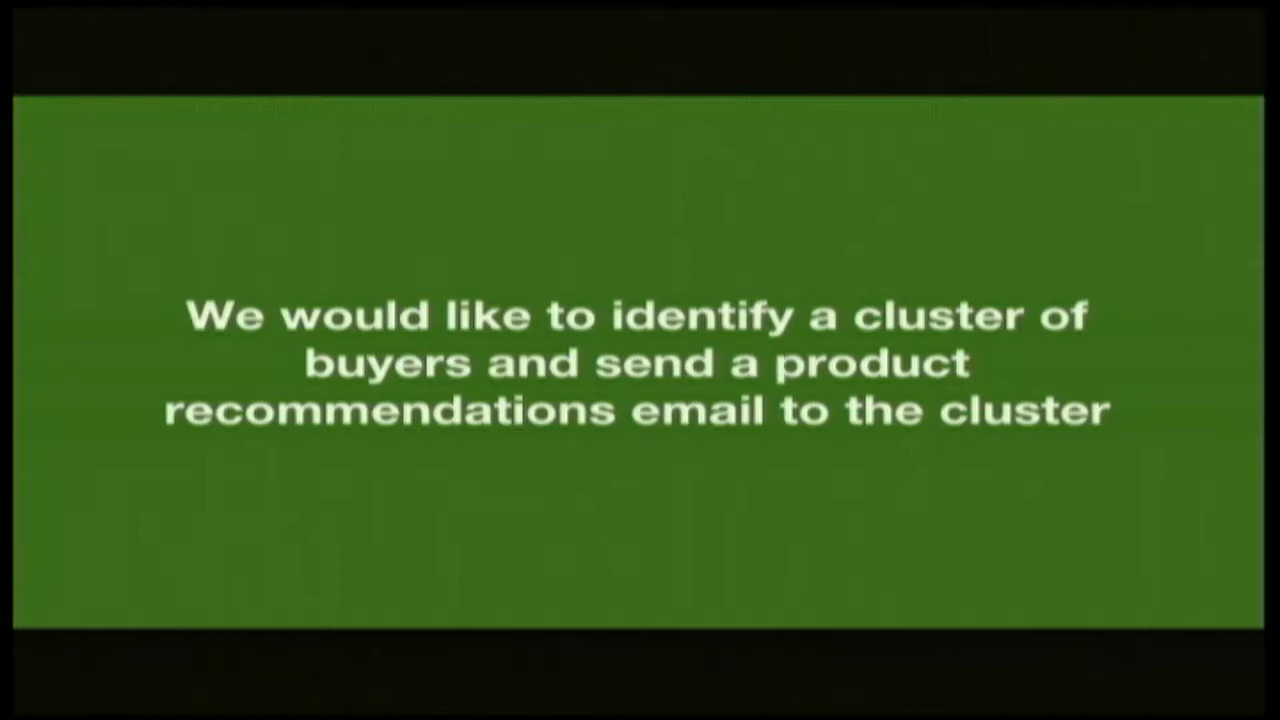 We would like to identify a cluster of
buyers and send a product
recommendations email to the cluster